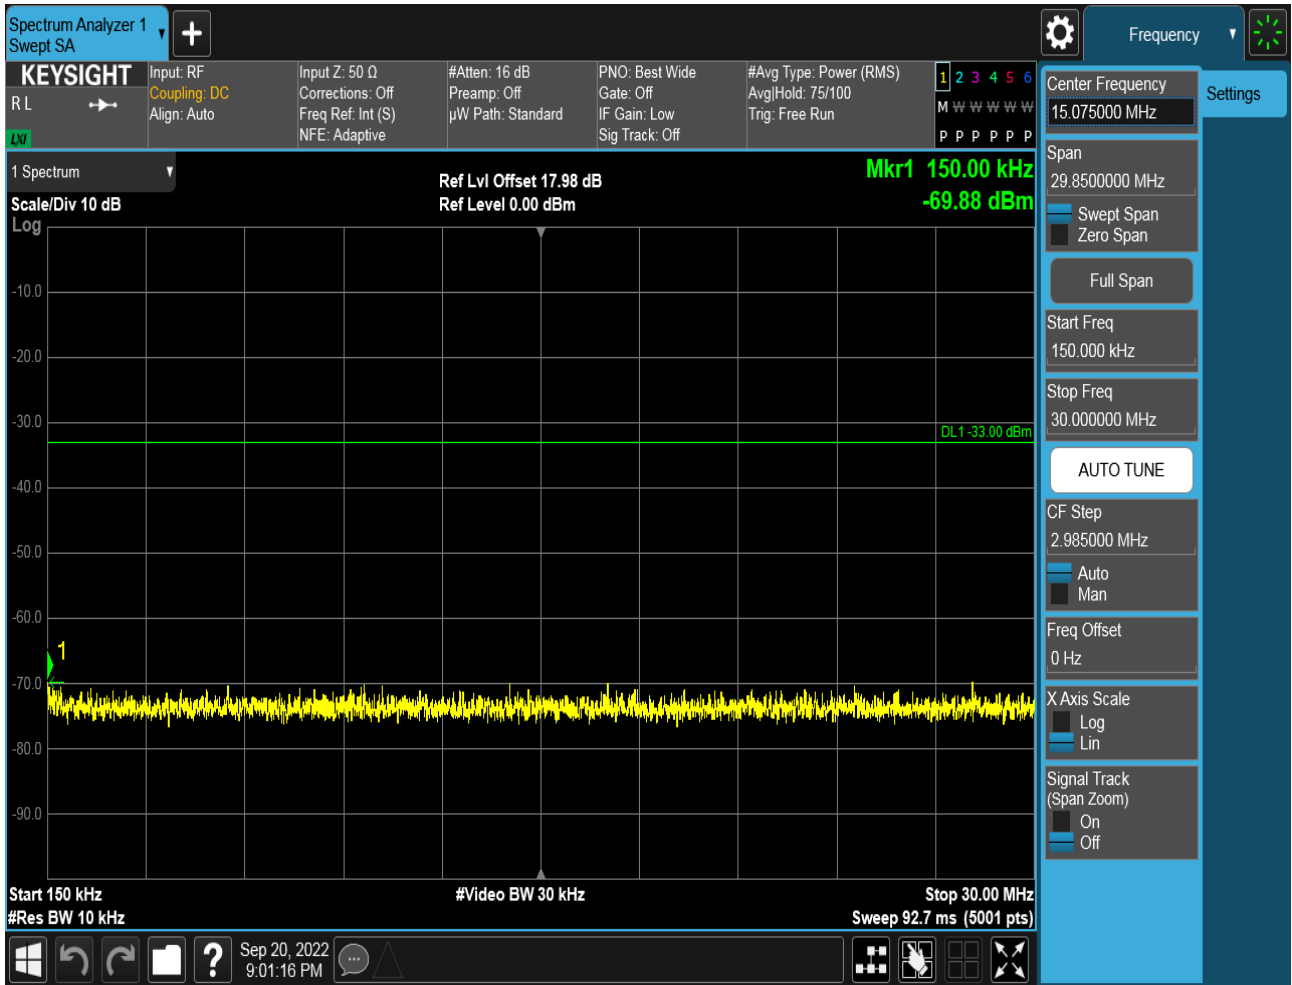 Spectrum Analyzer 1
Swept SA
Frequency
KEYSIGHT
R L
LXI
Input: RF
Coupling: DC
Align: Auto
Input Z: 50 Ω
Corrections: Off
Freq Ref: Int (S)
NFE: Adaptive
#Atten: 16 dB
Preamp: Off
µW Path: Standard
PNO: Best Wide
Gate: Off
IF Gain: Low
Sig Track: Off
#Avg Type: Power (RMS)
Avg|Hold: 75/100
Trig: Free Run
1 2 3 4 5 6
M W W W W W
P P P P P P
1 Spectrum
Scale/Div 10 dB
Log
Ref Lvl Offset 17.98 dB
Ref Level 0.00 dBm
Mkr1 150.00 kHz
-69.88 dBm
-10.0
-20.0
-30.0
DL1 -33.00 dBm
-40.0
-50.0
-60.0
1
-70.0
-80.0
-90.0
Start 150 kHz
#Video BW 30 kHz
Stop 30.00 MHz
#Res BW 10 kHz
Sweep 92.7 ms (5001 pts)
Center Frequency
15.075000 MHz
Settings
Span
29.8500000 MHz
Swept Span
Zero Span
Full Span
Start Freq
150.000 kHz
Stop Freq
30.000000 MHz
AUTO TUNE
CF Step
2.985000 MHz
Auto
Man
Freq Offset
0 Hz
X Axis Scale
Log
Lin
Signal Track
(Span Zoom)
On
Off
?
Sep 20, 2022
9:01:16 PM